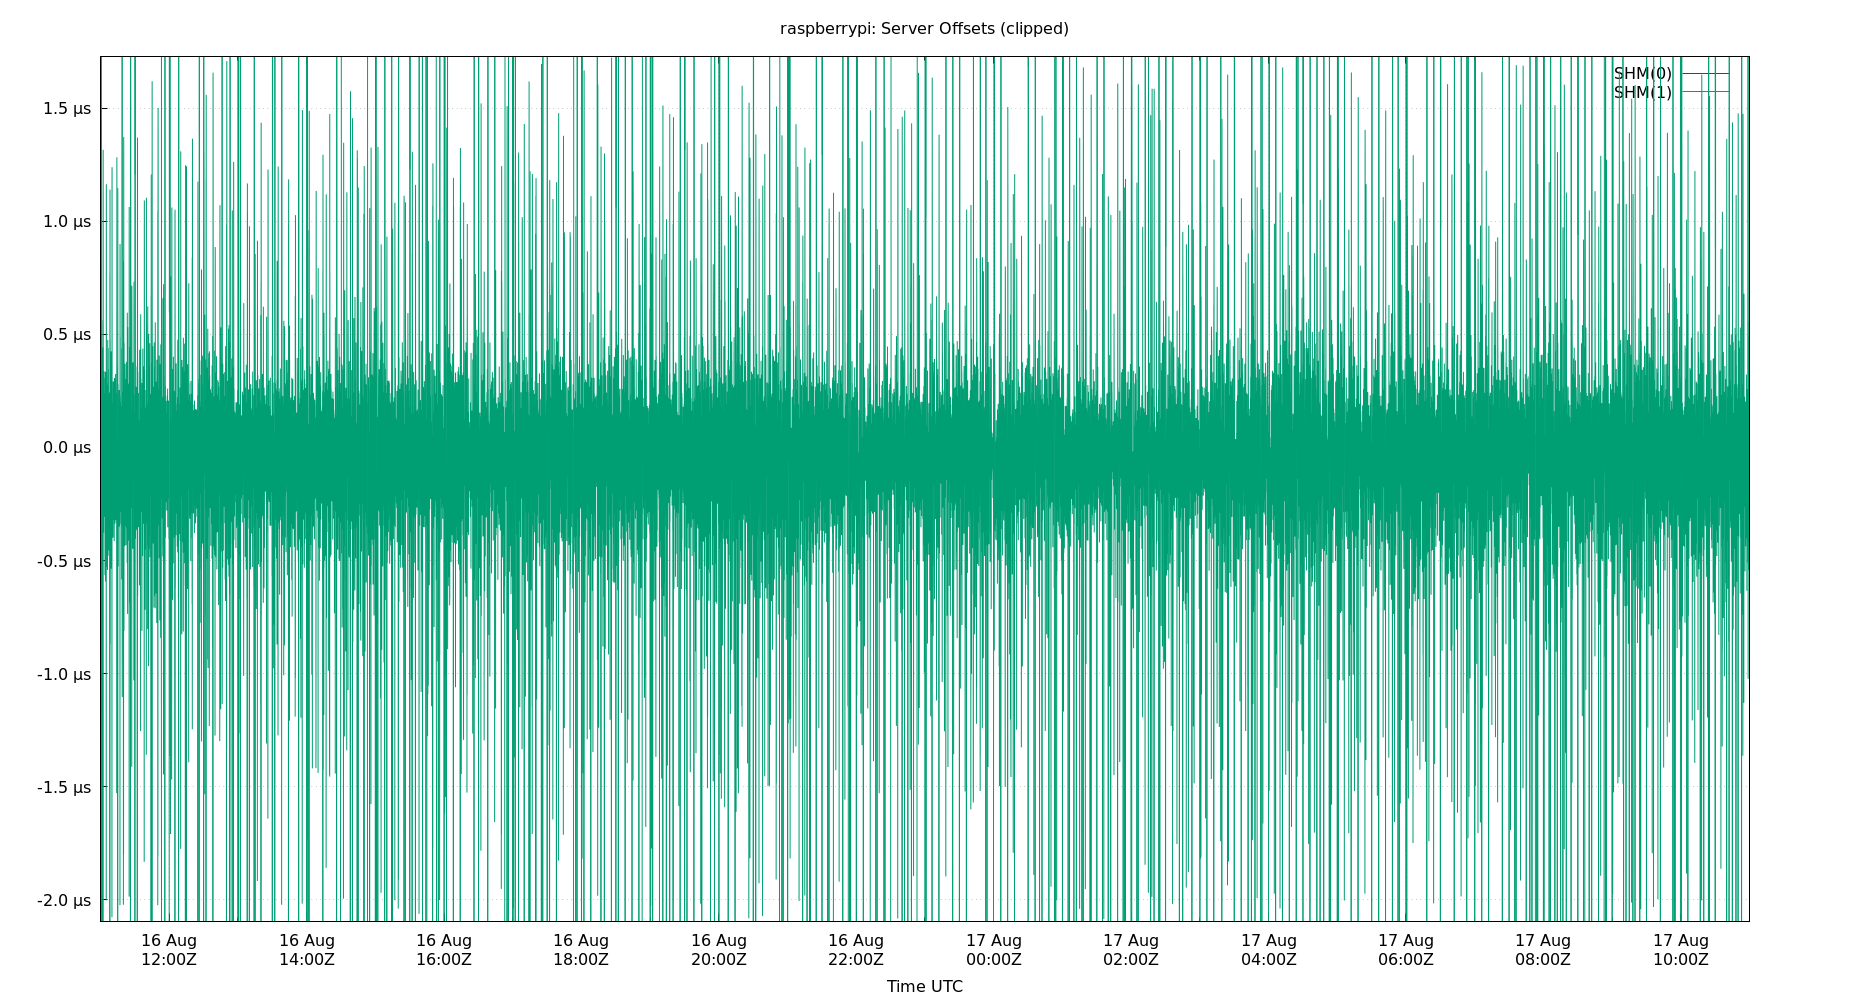 raspberrypi: Server Offsets (clipped)
SHM(0)
SHM(1)
1.5 µs
1.0 µs
0.5 µs
0.0 µs
-0.5 µs
-1.0 µs
-1.5 µs
-2.0 µs
16 Aug 16 Aug 16 Aug 16 Aug 16 Aug 16 Aug 17 Aug 17 Aug 17 Aug 17 Aug 17 Aug 17 Aug
12:00Z 14:00Z 16:00Z 18:00Z 20:00Z 22:00Z 00:00Z 02:00Z 04:00Z 06:00Z 08:00Z 10:00Z
Time UTC